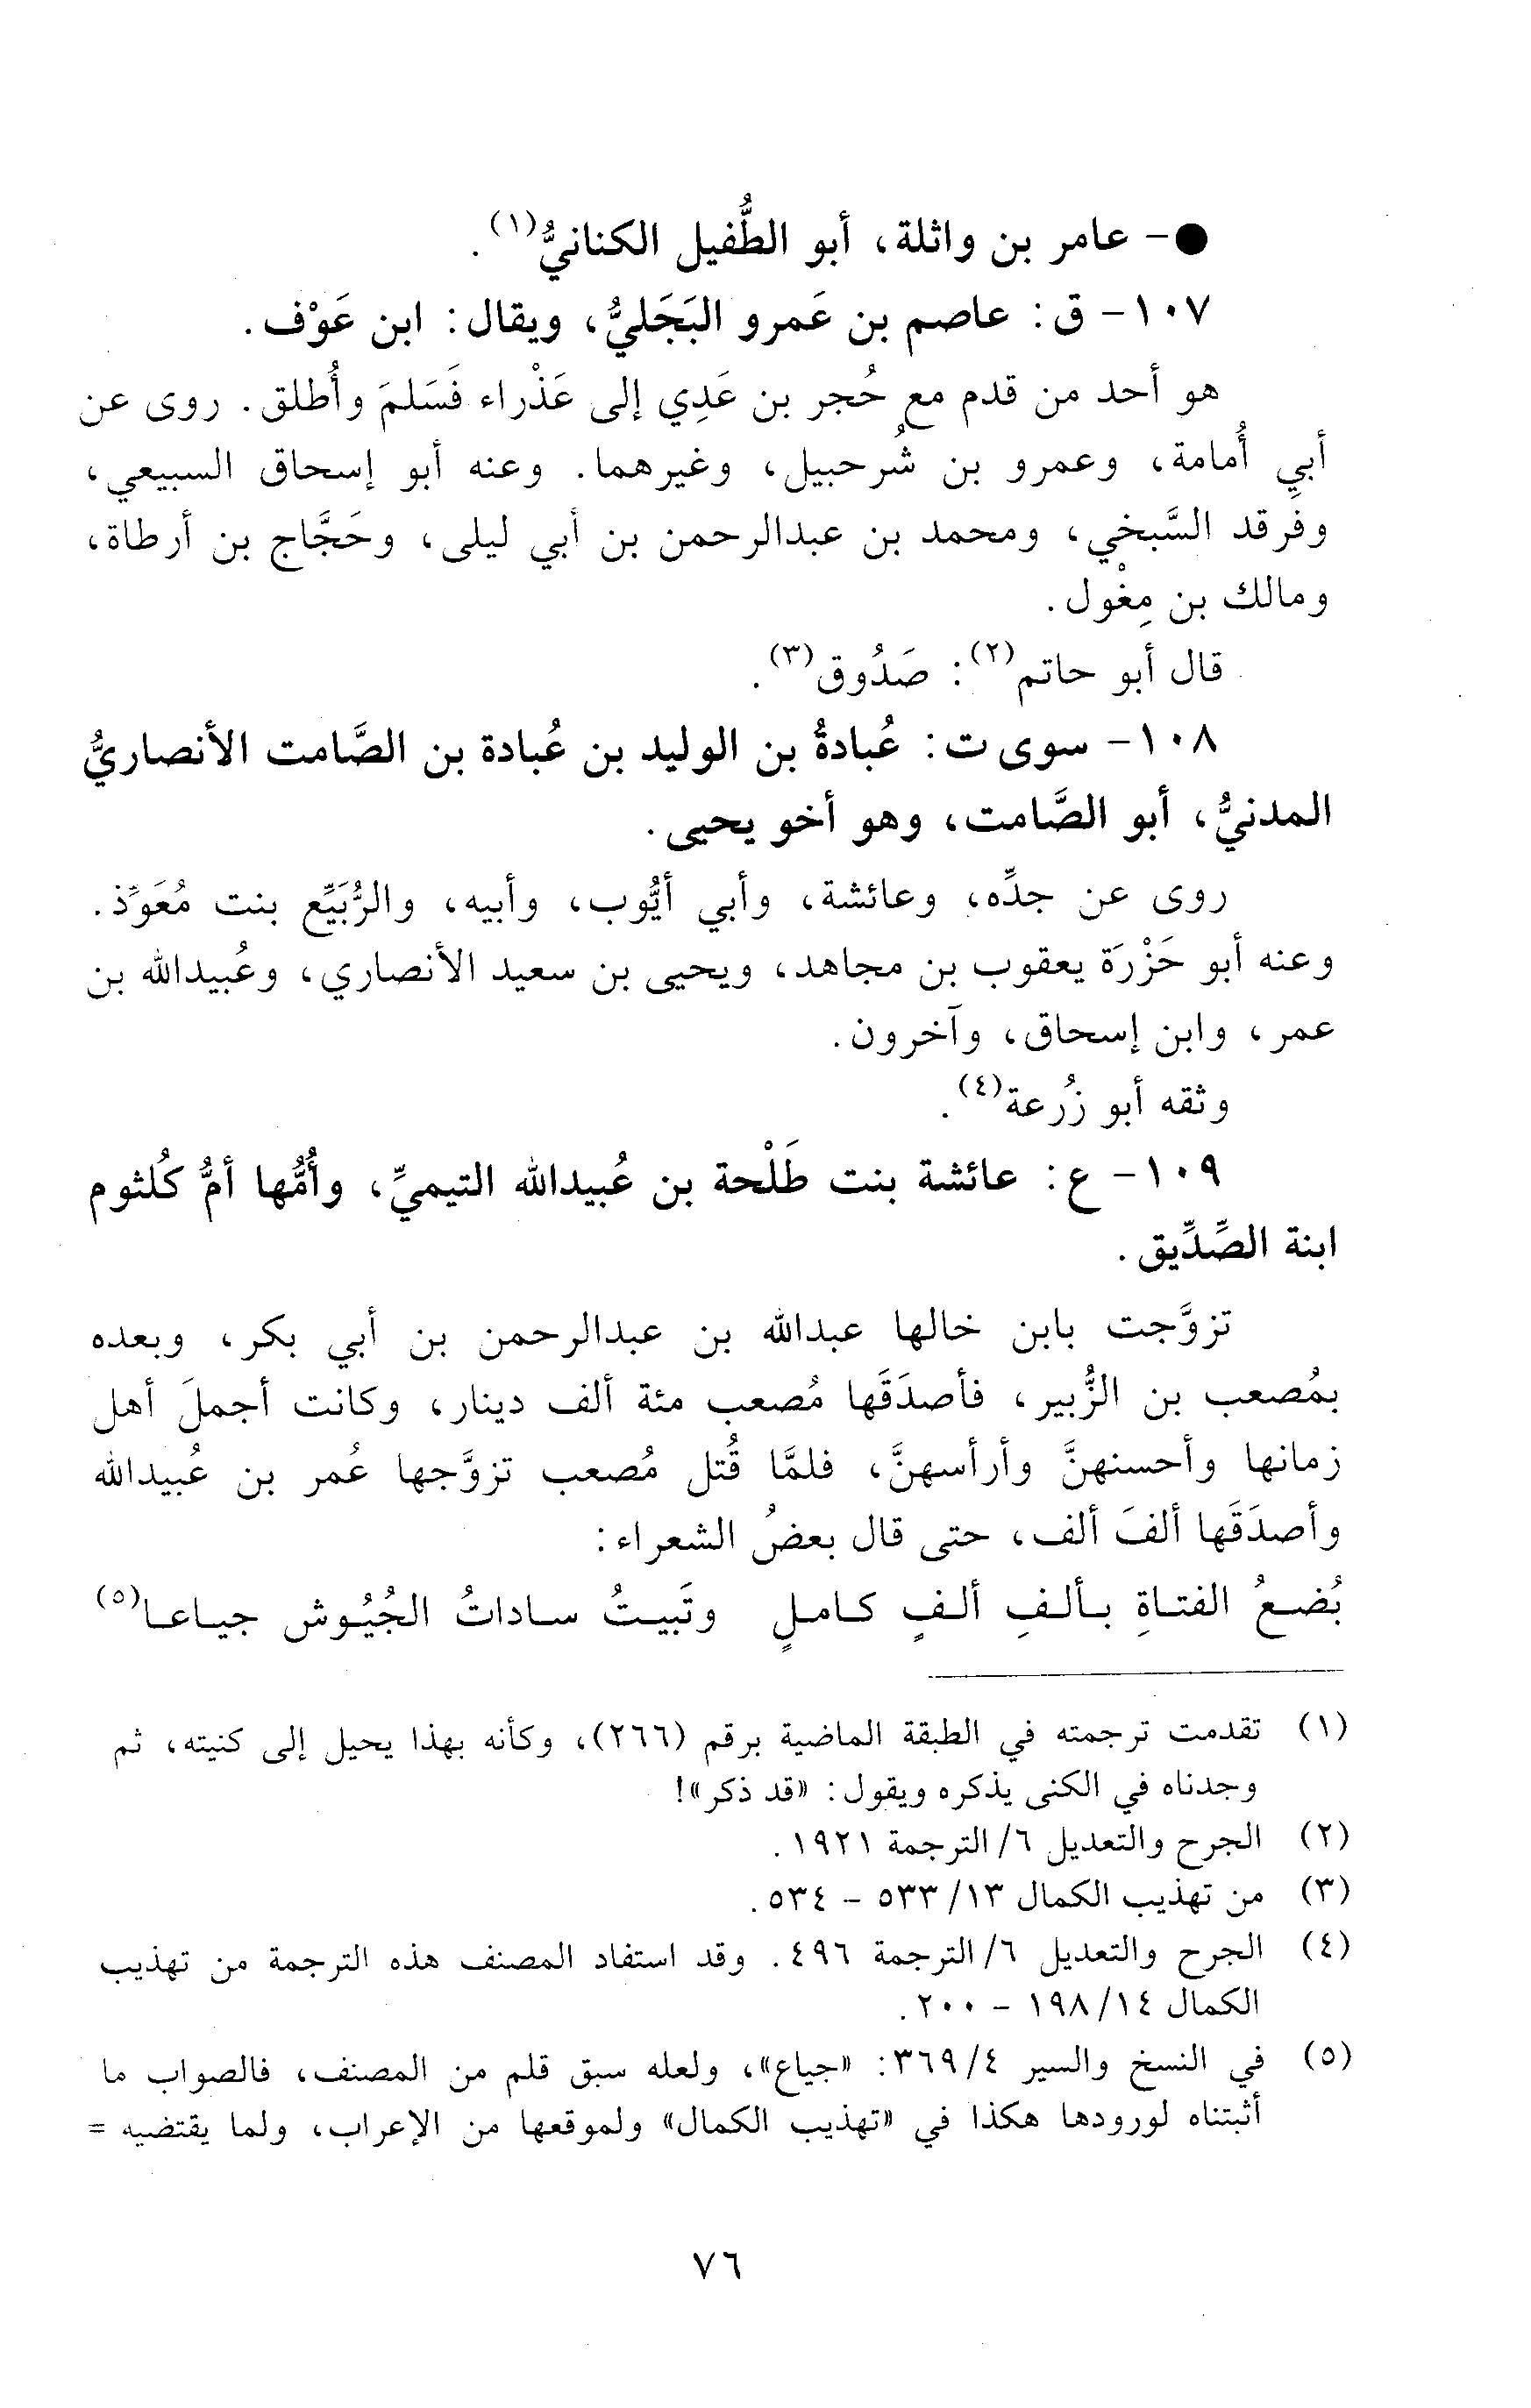 ●- عامر بن واثلة، أبو الطُّفيل الكنانيُّ(١).
١٠٧- ق: عاصم بن عَمرو البَجَليُّ، ويقال: ابن عَوْف.
هو أحد من قدم مع حُجر بن عَدِي إلى عَذْراء فَسَلمَ وأُطلق. روى عن
أبي أُمامة، وعمرو بن شُرحبيل، وغيرهما. وعنه أبو إسحاق السبيعي،
وفَرقد السَّبخي، ومحمد بن عبدالرحمن بن أبي ليلى، وحَجَّاج بن أرطاة،
ومالك بن مِغْول.
قال أبو حاتم(٢): صَدُوق(٣).
١٠٨- سوى ت: عُبادةُ بن الوليد بن عُبادة بن الصَّامت الأنصاريُّ
المدنيُّ، أبو الصَّامت، وهو أخو يحيى.
روى عن جدِّه، وعائشة، وأبي أيُّوب، وأبيه، والرُّبَيِّع بنت مُعَوِّذ.
وعنه أبو حَزْرَة يعقوب بن مجاهد، ويحيى بن سعيد الأنصاري، وعُبيدالله بن
عمر، وابن إسحاق، وآخرون.
وثقه أبو زُرعة(٤).
١٠٩- ع: عائشة بنت طَلْحة بن عُبيدالله التيميِّ، وأُمُّها أمُّ كُلثوم
ابنة الصِّدِّيق.
تزوَّجت بابن خالها عبدالله بن عبدالرحمن بن أبي بكر، وبعده
بمُصعب بن الزُّبير، فأصدَقَها مُصعب مئة ألف دينار، وكانت أجملَ أهل
زمانها وأحسنهنَّ وأرأسهنَّ، فلمَّا قُتل مُصعب تزوَّجها عُمر بن عُبيدالله
وأصدَقَها ألفَ ألف، حتى قال بعضُ الشعراء:
بُضعُ الفتاةِ بألفِ ألفٍ كاملٍ وتَبيتُ ساداتُ الجُيُوش جياعا(٥)
(١) تقدمت ترجمته في الطبقة الماضية برقم (٢٦٦)، وكأنه بهذا يحيل إلى كنيته، ثم
وجدناه في الكنى يذكره ويقول: «قد ذكر»!
(٢) الجرح والتعديل ٦/ الترجمة ١٩٢١.
(٣) من تهذيب الكمال ١٣/ ٥٣٣ - ٥٣٤.
(٤) الجرح والتعديل ٦/ الترجمة ٤٩٦. وقد استفاد المصنف هذه الترجمة من تهذيب
الكمال ١٤/ ١٩٨ - ٢٠٠.
(٥) في النسخ والسير ٤/ ٣٦٩: «جياع»، ولعله سبق قلم من المصنف، فالصواب ما
أثبتناه لورودها هكذا في «تهذيب الكمال» ولموقعها من الإعراب، ولما يقتضيه =
٧٦